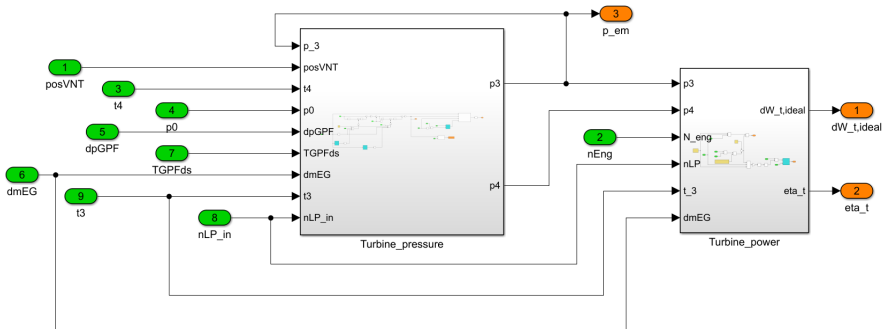 3
p_em
p_3
1
posVNT
posVNT
3
t4
t4
4
p0
p0
5
dpGPF
dpGPF
7
TGPFds
TGPFds
6
dmEG
dmEG
9
t3
t3
8
nLP_in
nLP_in
p3
p4
Turbine_pressure
p3
p4
2
nEng
N_eng
nLP
t_3
dmEG
dW_t,ideal
1
dW_t,ideal
eta_t
2
eta_t
Turbine_power